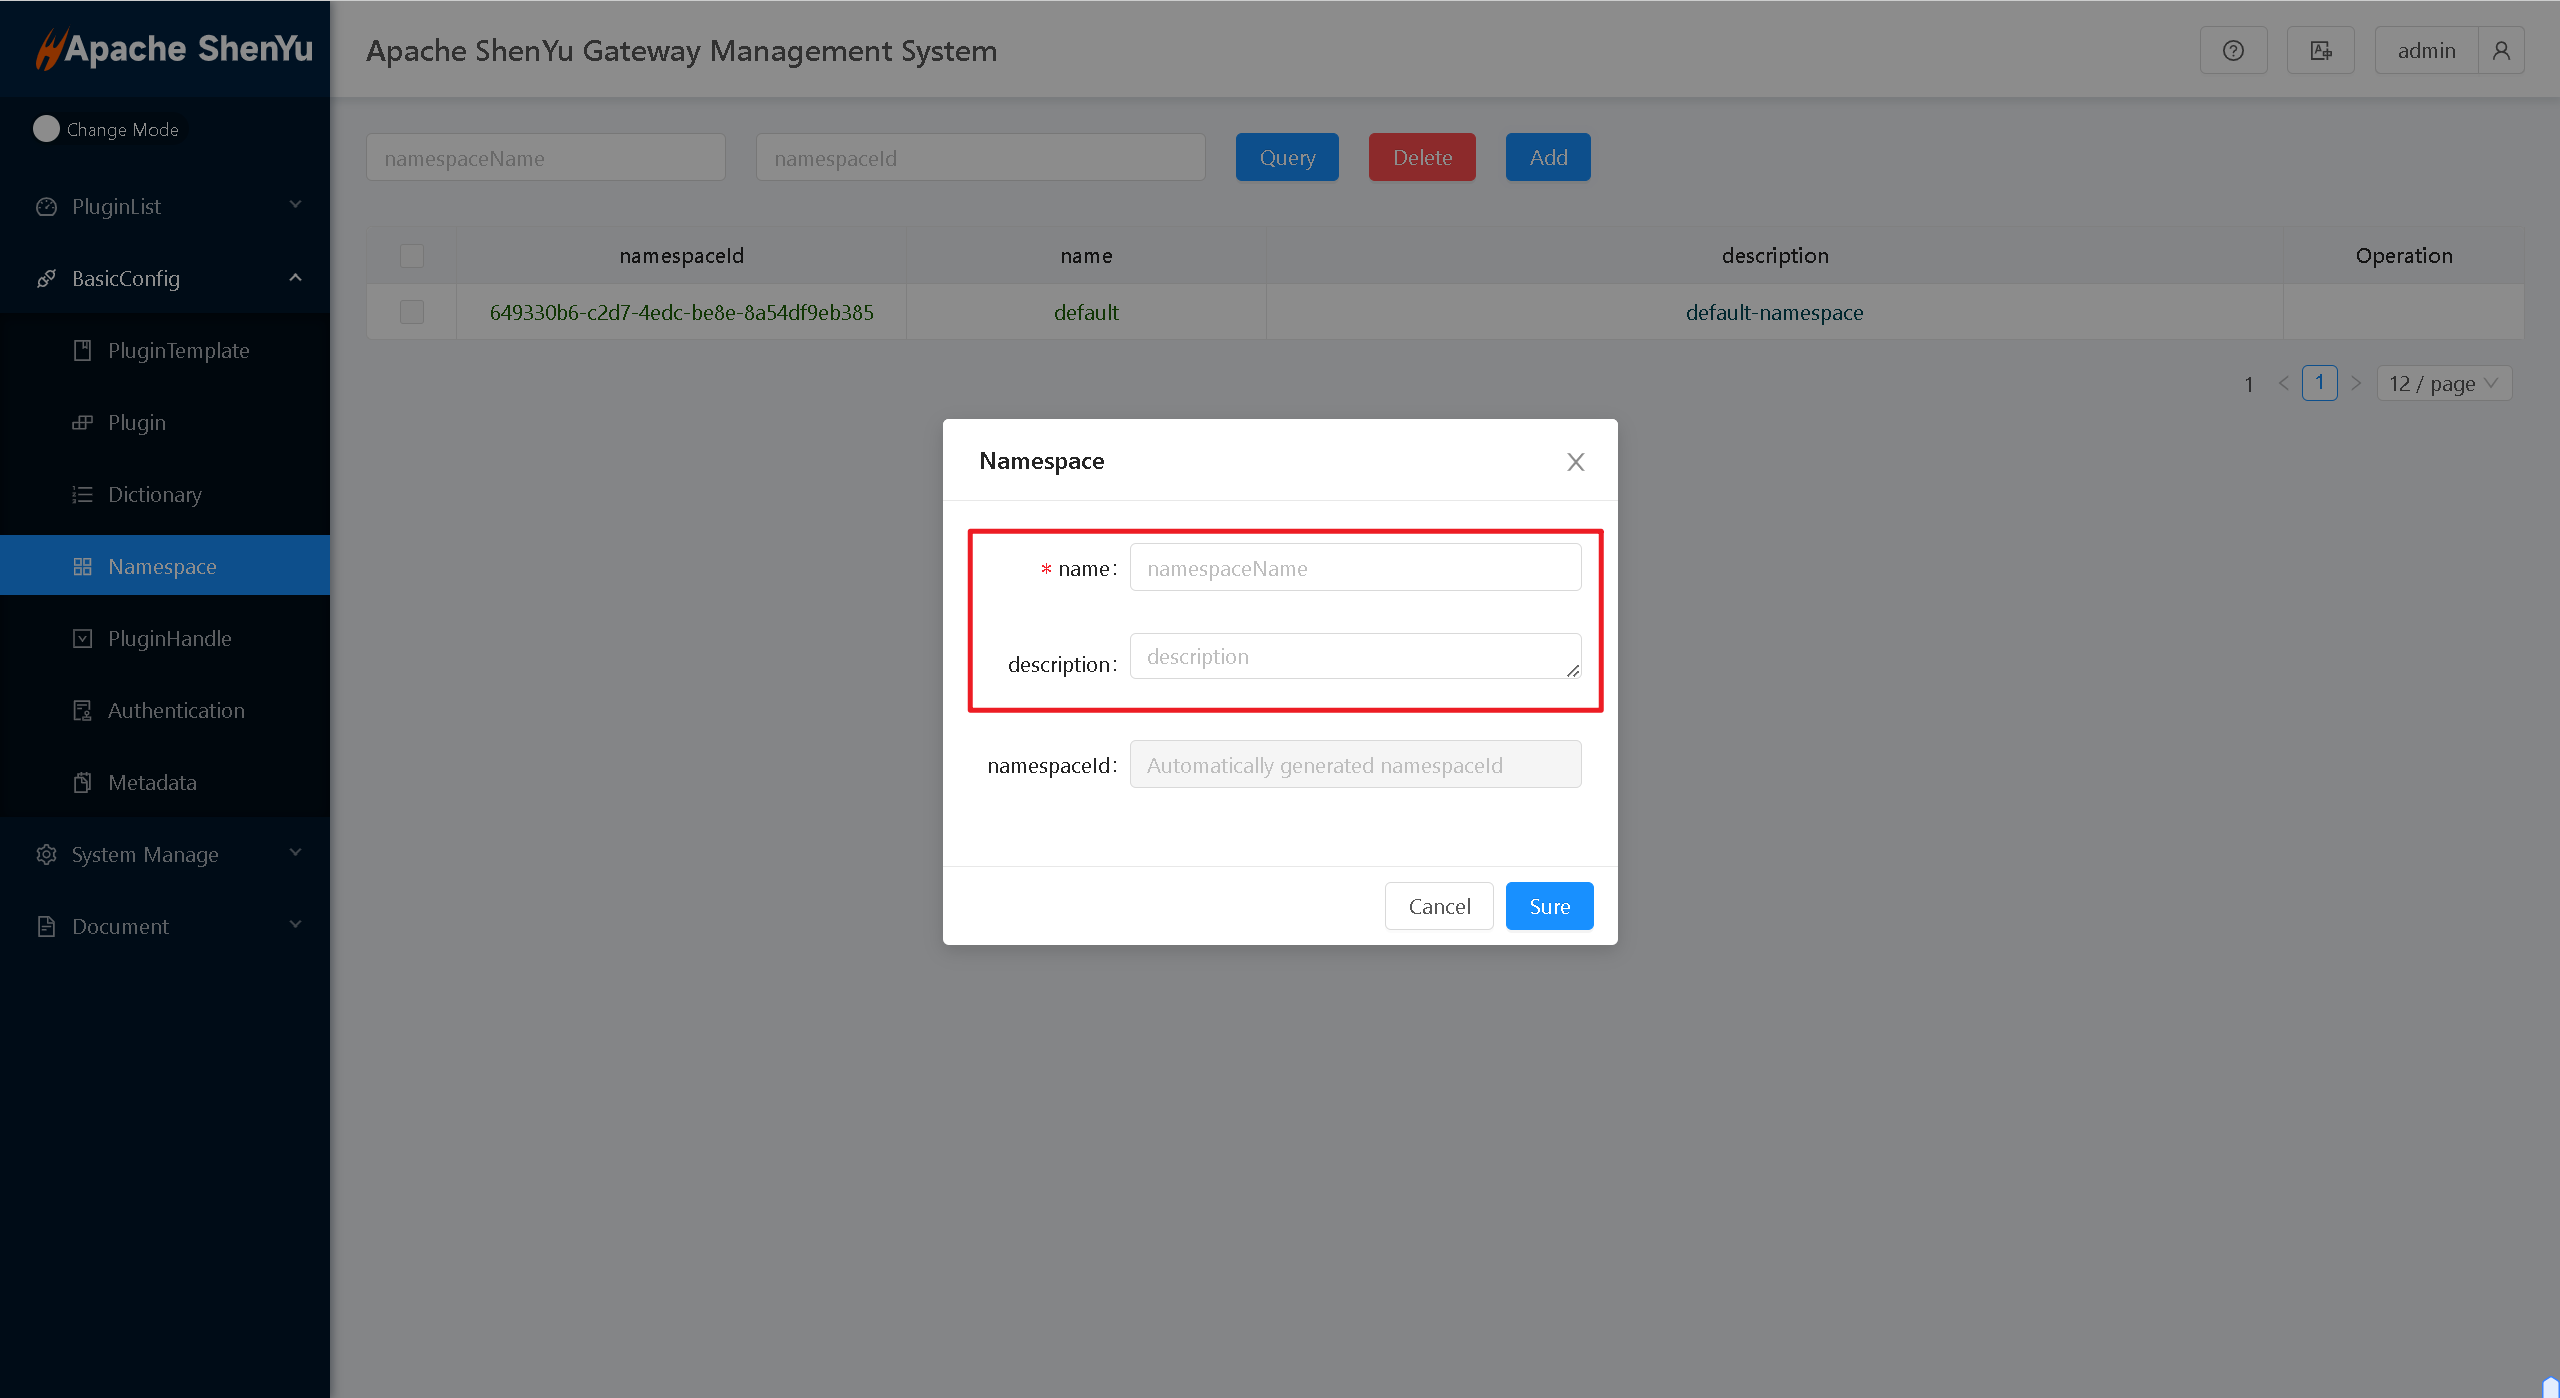 Apache ShenYu
Apache ShenYu Gateway Management System
admin
Change Mode
PluginList
BasicConfig
PluginTemplate
Plugin
Dictionary
Namespace
PluginHandle
Authentication
Metadata
System Manage
Document
namespaceName
namespaceId
Query
Delete
Add
namespaceId
name
description
Operation
649330b6-c2d7-4edc-be8e-8a54df9eb385
default
default-namespace
1
1
12 / page
Namespace
* name:
namespaceName
description:
description
namespaceId:
Automatically generated namespaceId
Cancel
Sure